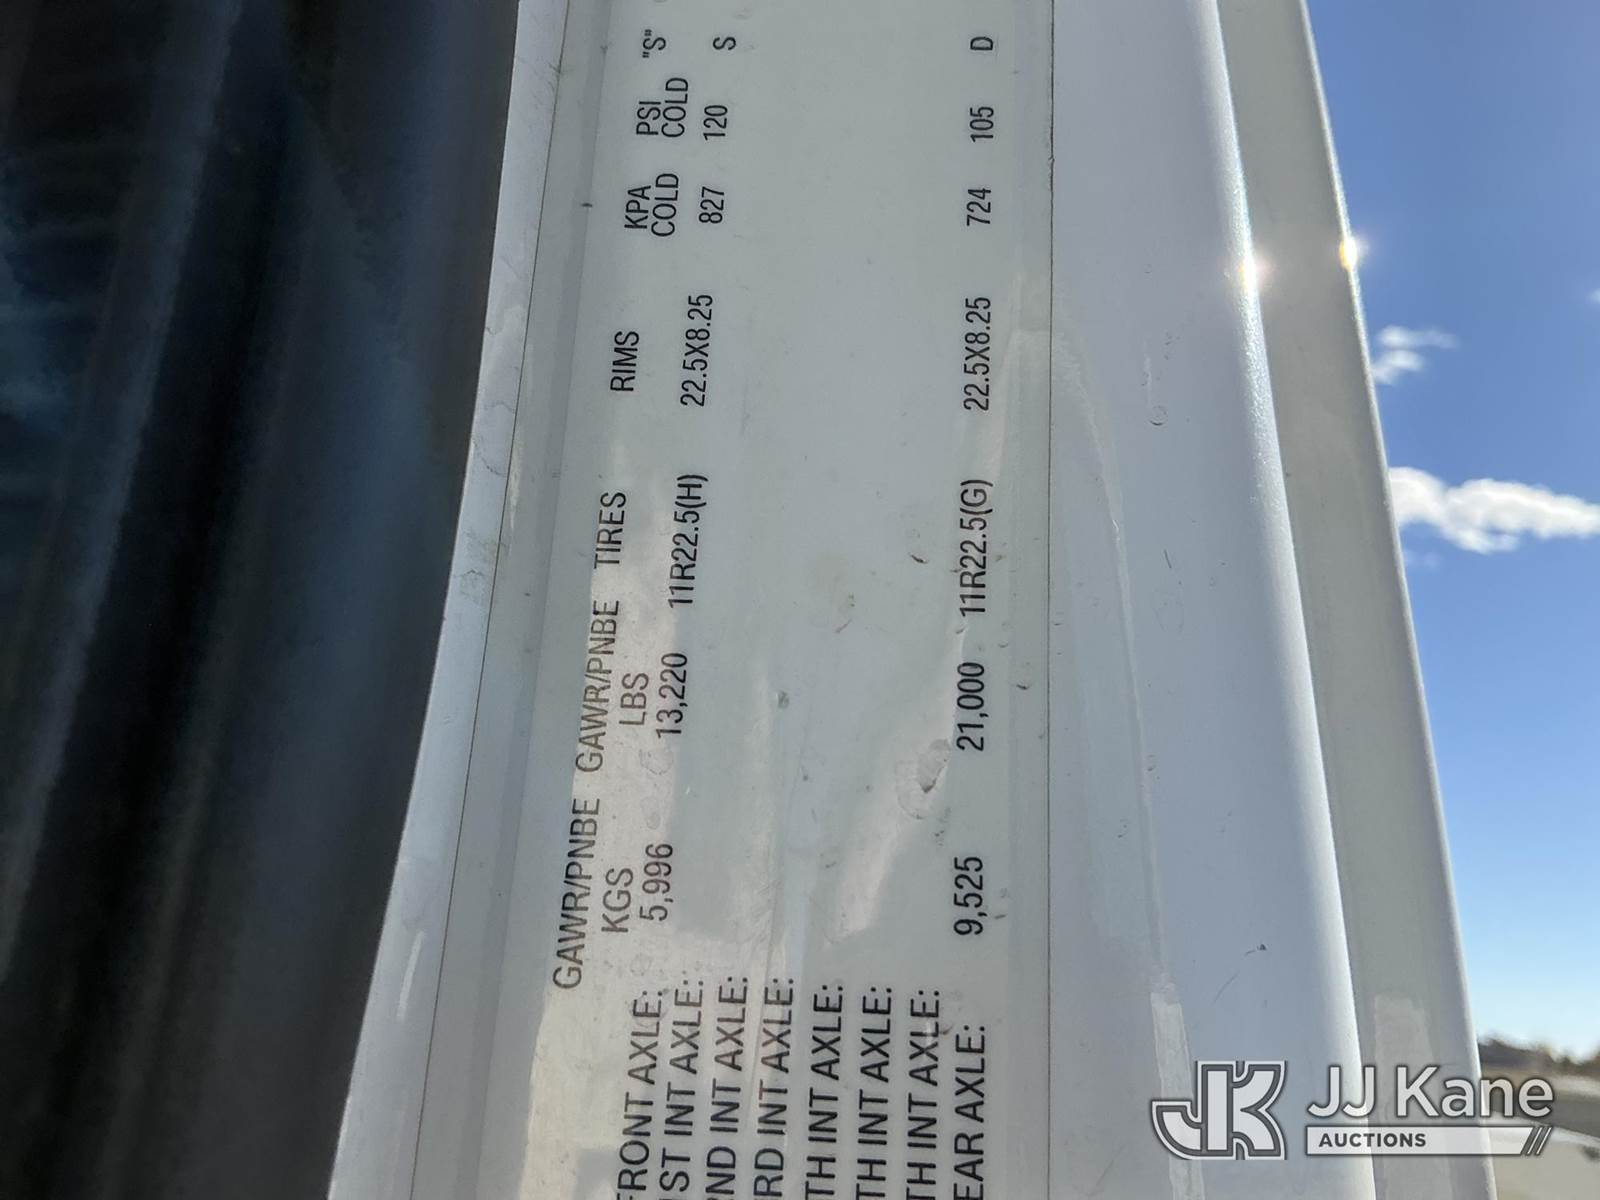 GAWR/PNBE GAWR/PNBE TIRES RIMS KPA PSI "S"
KGS LBS COLD COLD
FRONT AXLE: 5,996 13,220 11R22.5(H) 22.5X8.25 827 120 S
ST INT AXLE:
ND INT AXLE:
RD INT AXLE:
TH INT AXLE:
TH INT AXLE:
TH INT AXLE:
EAR AXLE: 9,525 21,000 11R22.5(G) 22.5X8.25 724 105 D
JK JJ Kane
AUCTIONS